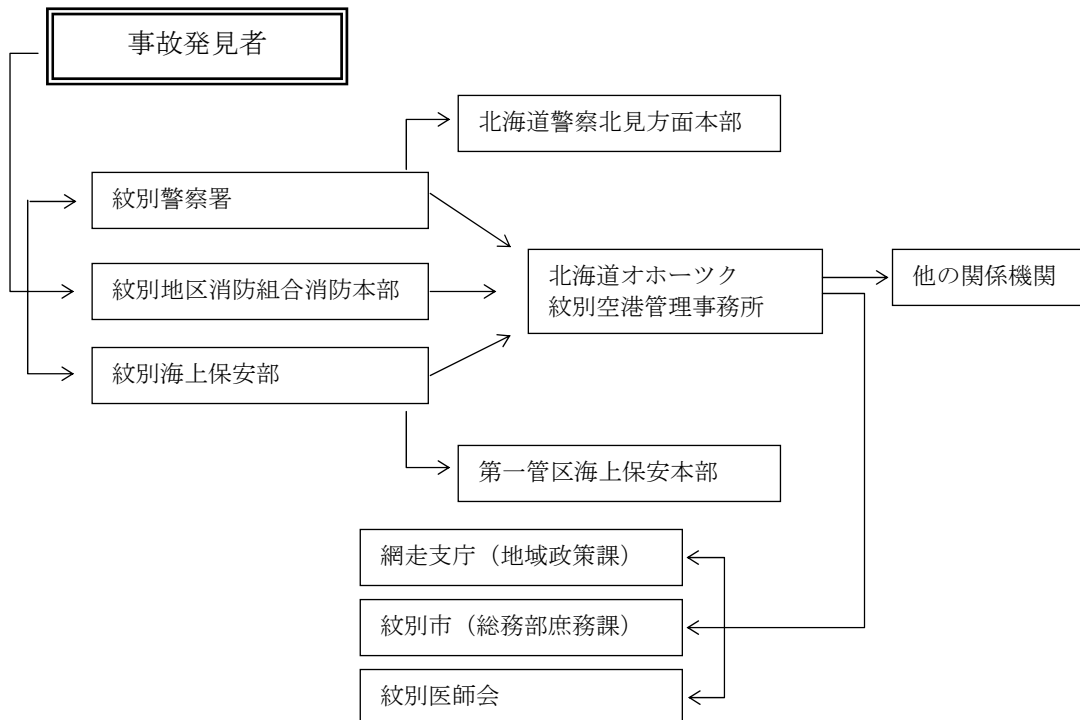 事故発見者
北海道警察北見方面本部
紋別警察署
紋別地区消防組合消防本部
北海道オホーツク
紋別空港管理事務所
他の関係機関
紋別海上保安部
第一管区海上保安本部
網走支庁（地域政策課）
紋別市（総務部庶務課）
紋別医師会